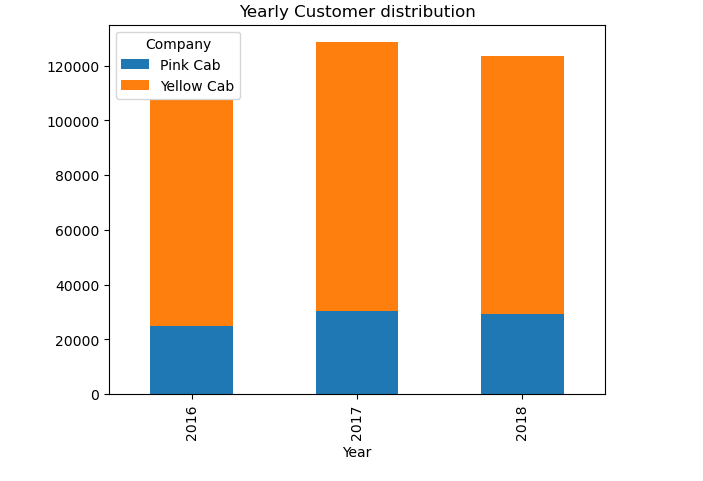 Yearly Customer distribution
Company
Pink Cab
Yellow Cab
120000
100000
80000
60000
40000
20000
0
2016
2017
2018
Year